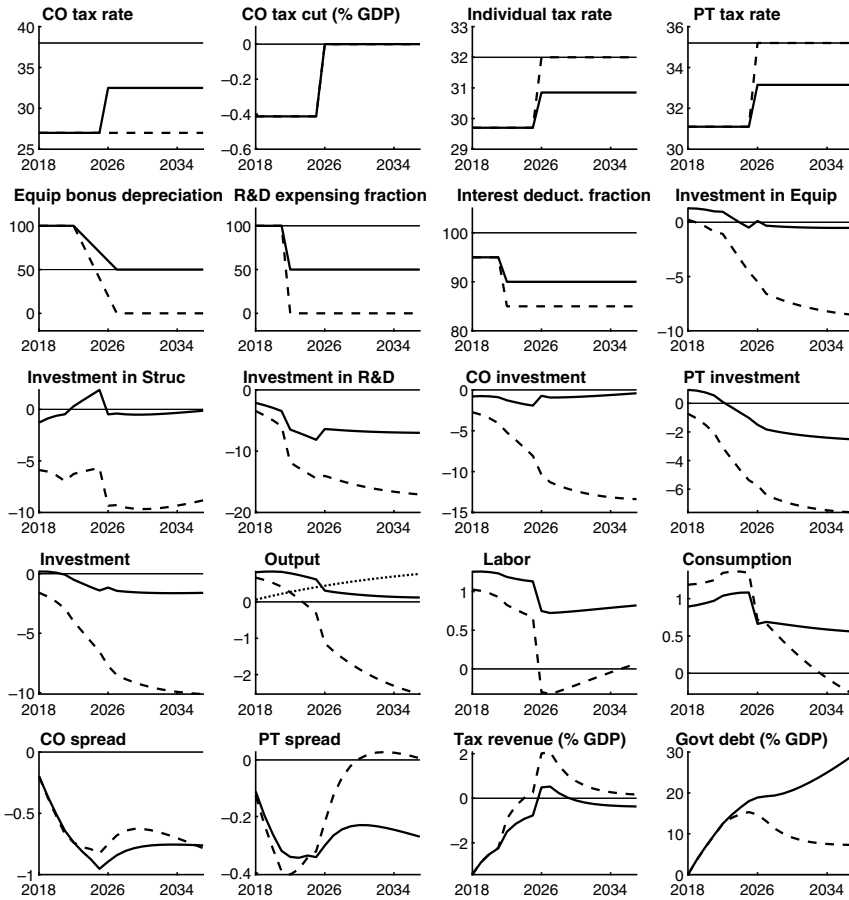 CO tax rate
40
35
30
25
2018 2026 2034
CO tax cut (% GDP)
0
−0.2
−0.4
−0.6
2018 2026 2034
Individual tax rate
33
32
31
30
29
2018 2026 2034
PT tax rate
36
34
32
30
2018 2026 2034
Equip bonus depreciation
100
50
0
2018 2026 2034
R&D expensing fraction
100
50
0
2018 2026 2034
Interest deduct. fraction
100
90
80
2018 2026 2034
Investment in Equip
0
−5
−10
2018 2026 2034
Investment in Struc
0
−5
−10
2018 2026 2034
Investment in R&D
0
−10
−20
2018 2026 2034
CO investment
0
−5
−10
−15
2018 2026 2034
PT investment
0
−2
−4
−6
2018 2026 2034
Investment
0
−5
−10
2018 2026 2034
Output
0
−1
−2
2018 2026 2034
Labor
1
0.5
0
2018 2026 2034
Consumption
1
0.5
0
2018 2026 2034
CO spread
0
−0.5
−1
2018 2026 2034
PT spread
0
−0.2
−0.4
2018 2026 2034
Tax revenue (% GDP)
2
0
−2
2018 2026 2034
Govt debt (% GDP)
30
20
10
0
2018 2026 2034